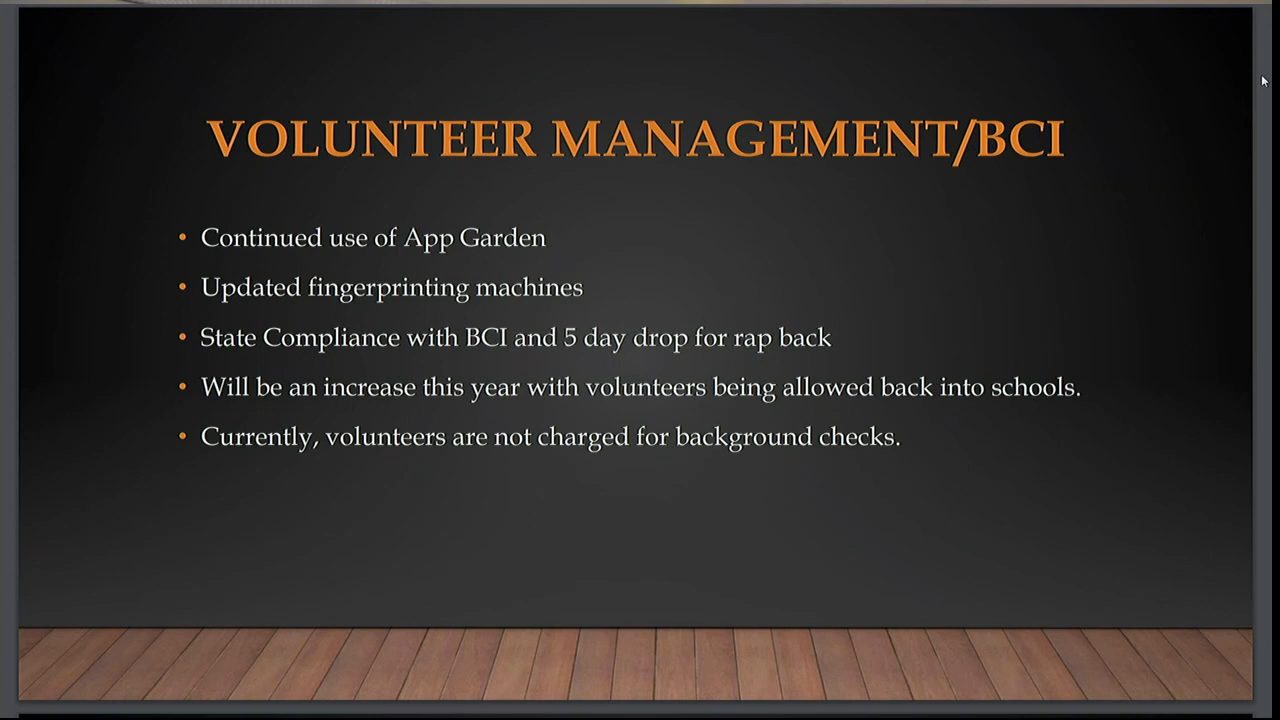 VOLUNTEER MANAGEMENT/BCI
• Continued use of App Garden
• Updated fingerprinting machines
• State Compliance with BCI and 5 day drop for rap back
• Will be an increase this year with volunteers being allowed back into schools.
• Currently, volunteers are not charged for background checks.